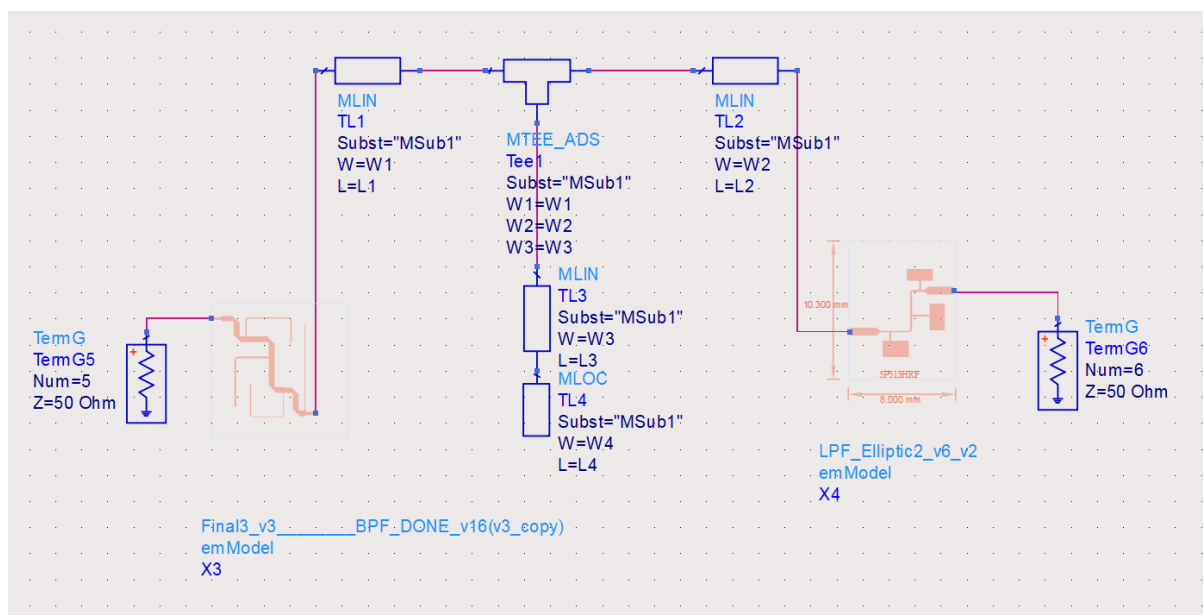 MLIN
TL1
Subst="MSub1"
W=W1
L=L1
MTEE_ADS
Tee1
Subst="MSub1"
W1=W1
W2=W2
W3=W3
MLIN
TL2
Subst="MSub1"
W=W2
L=L2
MLIN
TL3
Subst="MSub1"
W=W3
L=L3
MLOC
TL4
Subst="MSub1"
W=W4
L=L4
TermG
TermG5
Num=5
Z=50 Ohm
10.300 mm
8.000 mm
TermG
TermG6
Num=6
Z=50 Ohm
LPF_Elliptic2_v6_v2
emModel
X4
Final3_v3________BPF_DONE_v16(v3_copy)
emModel
X3